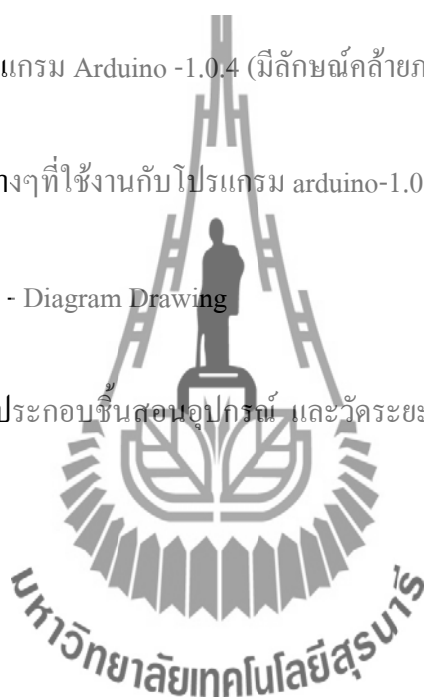 แกรม Arduino -1.0.4 (มีลักษณ์คล้ายภ
างๆที่ใช้งานกับโปรแกรม arduino-1.0
- Diagram Drawing
ประกอบชิ้นสอนอุปกรณ์ และวัดระยะ
มหาวิทยาลัยเทคโนโลยีสุรนารี